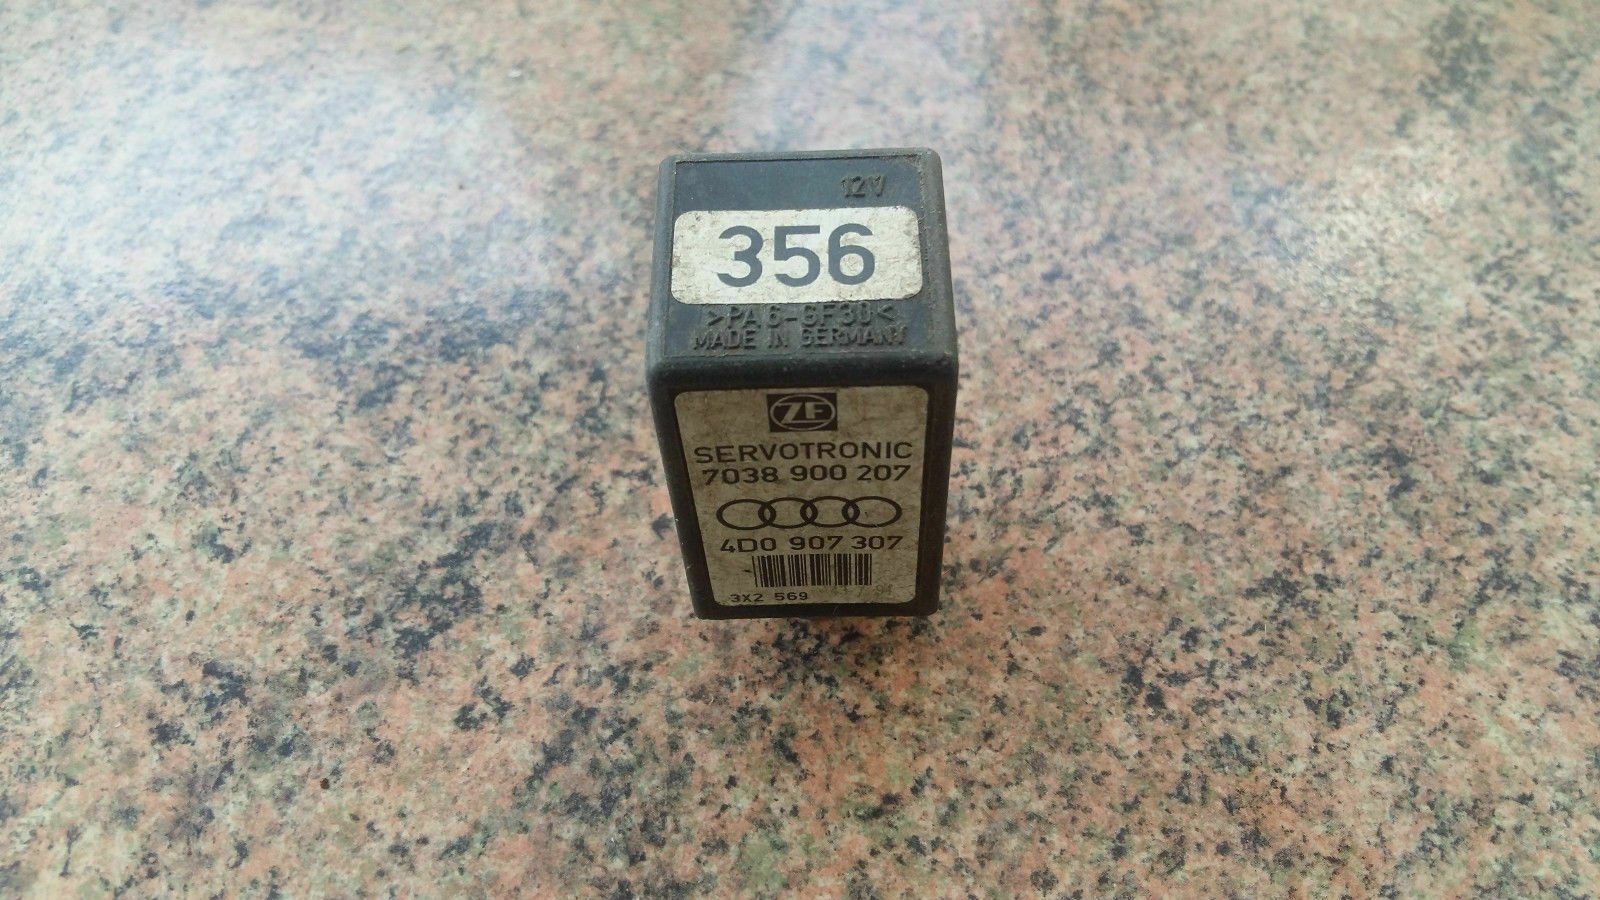 12V
356
>PA6-GF30<
MADE IN GERMANY
ZF
SERVOTRONIC
7038 900 207
4D0 907 307
3X2 569